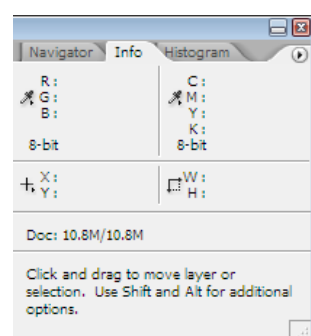 Navigator Info Histogram
R: C:
G: M:
B: Y:
K:
8-bit 8-bit
X: W:
Y: H:
Doc: 10.8M/10.8M
Click and drag to move layer or
selection. Use Shift and Alt for additional
options.